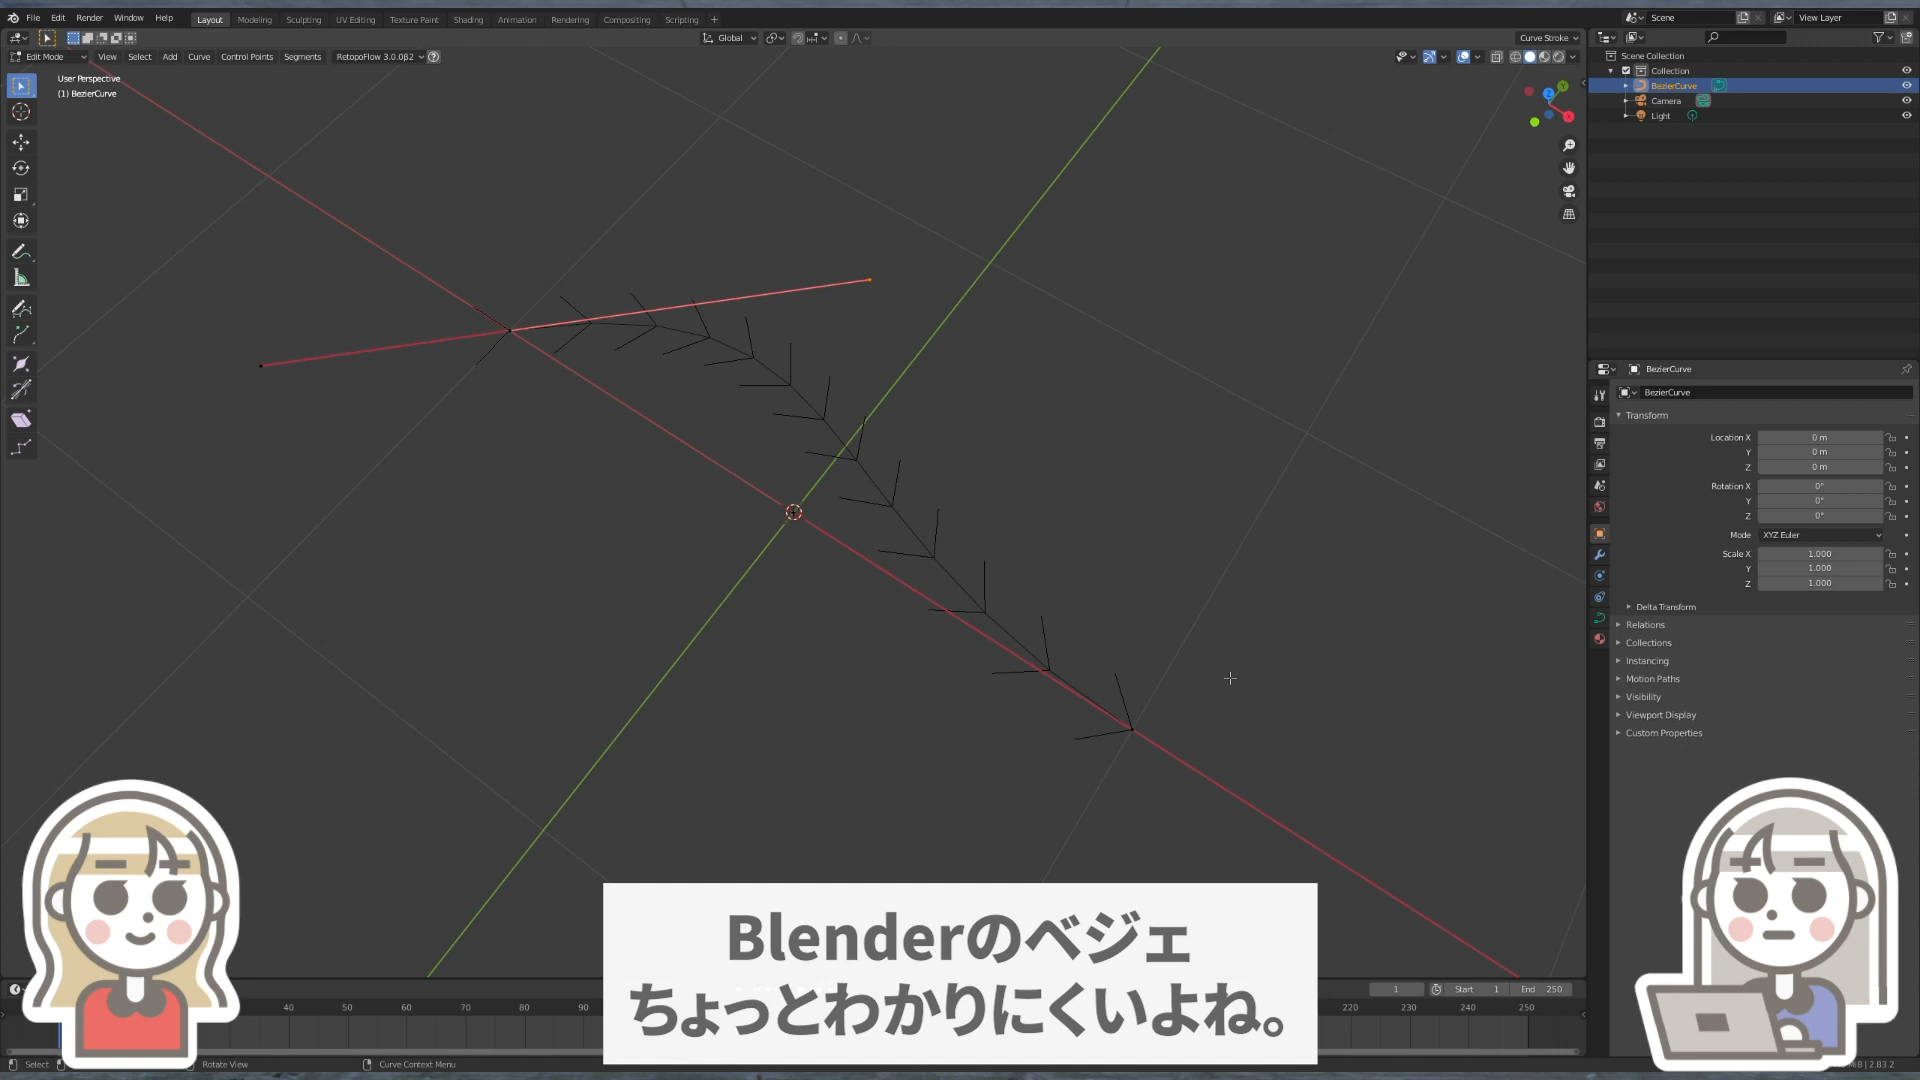 File Edit Render Window Help Layout Modeling Sculpting UV Editing Texture Paint Shading Animation Rendering Compositing Scripting + Scene View Layer
Global Curve Stroke
Edit Mode View Select Add Curve Control Points Segments RetopoFlow 3.0.0β2
User Perspective
(1) BezierCurve
Scene Collection
Collection
BezierCurve
Camera
Light
BezierCurve
BezierCurve
Transform
Location X 0 m
Y 0 m
Z 0 m
Rotation X 0°
Y 0°
Z 0°
Mode XYZ Euler
Scale X 1.000
Y 1.000
Z 1.000
Delta Transform
Relations
Collections
Instancing
Motion Paths
Visibility
Viewport Display
Custom Properties
Blenderのベジェ
ちょっとわかりにくいよね。
1 Start 1 End 250
40 50 60 70 80 90 220 230 240 250
Select Rotate View Curve Context Menu MiB | 2.83.2